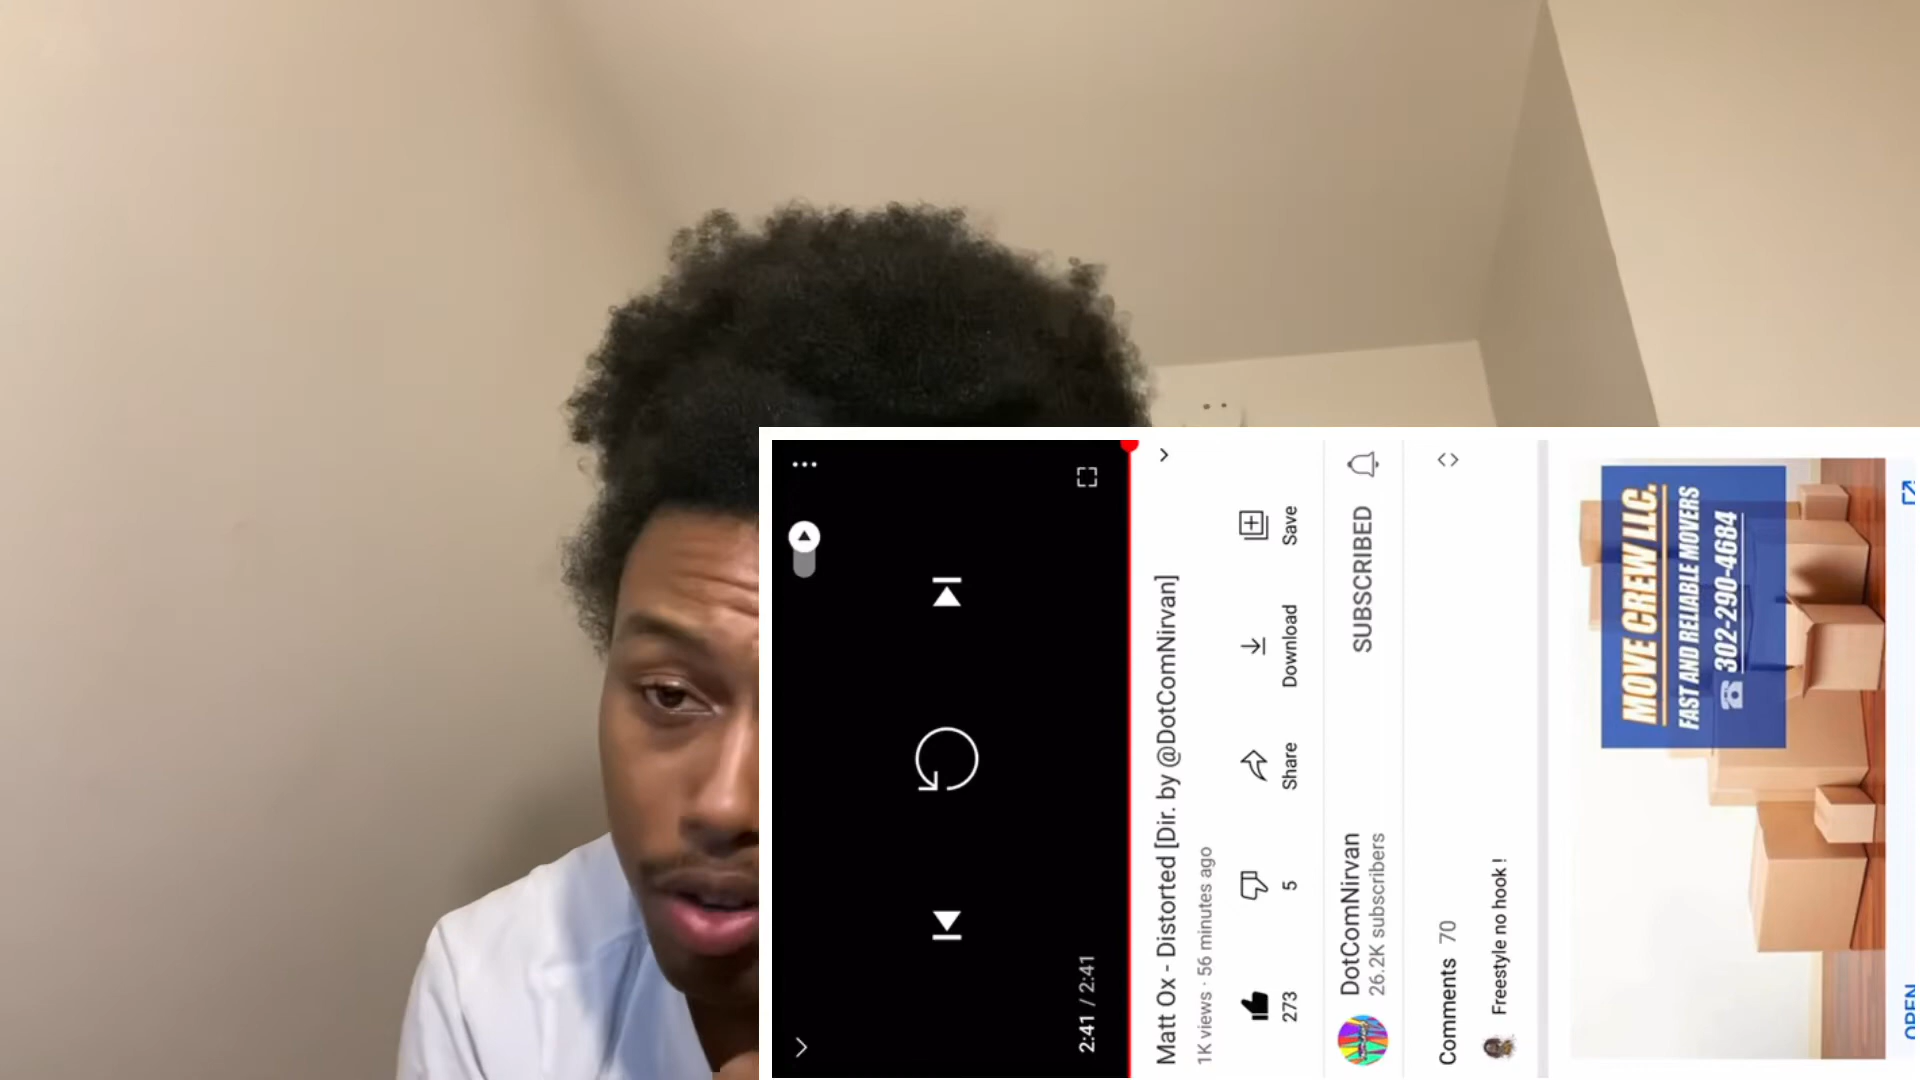 2:41 / 2:41
Matt Ox - Distorted [Dir. by @DotComNirvan]
1K views · 56 minutes ago
273
5
Share
Download
Save
DotComNirvan
26.2K subscribers
SUBSCRIBED
Comments 70
Freestyle no hook !
MOVE CREW LLC.
FAST AND RELIABLE MOVERS
302-290-4684
OPEN